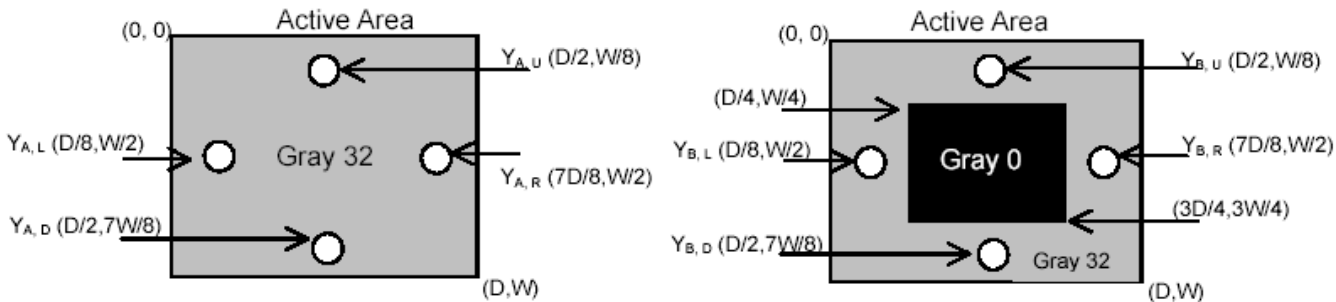 Active Area
(0, 0)
Y_A, U (D/2,W/8)
Y_A, L (D/8,W/2)
Gray 32
Y_A, R (7D/8,W/2)
Y_A, D (D/2,7W/8)
(D,W)
Active Area
(0, 0)
Y_B, U (D/2,W/8)
(D/4,W/4)
Y_B, L (D/8,W/2)
Gray 0
Y_B, R (7D/8,W/2)
(3D/4,3W/4)
Y_B, D (D/2,7W/8)
Gray 32
(D,W)